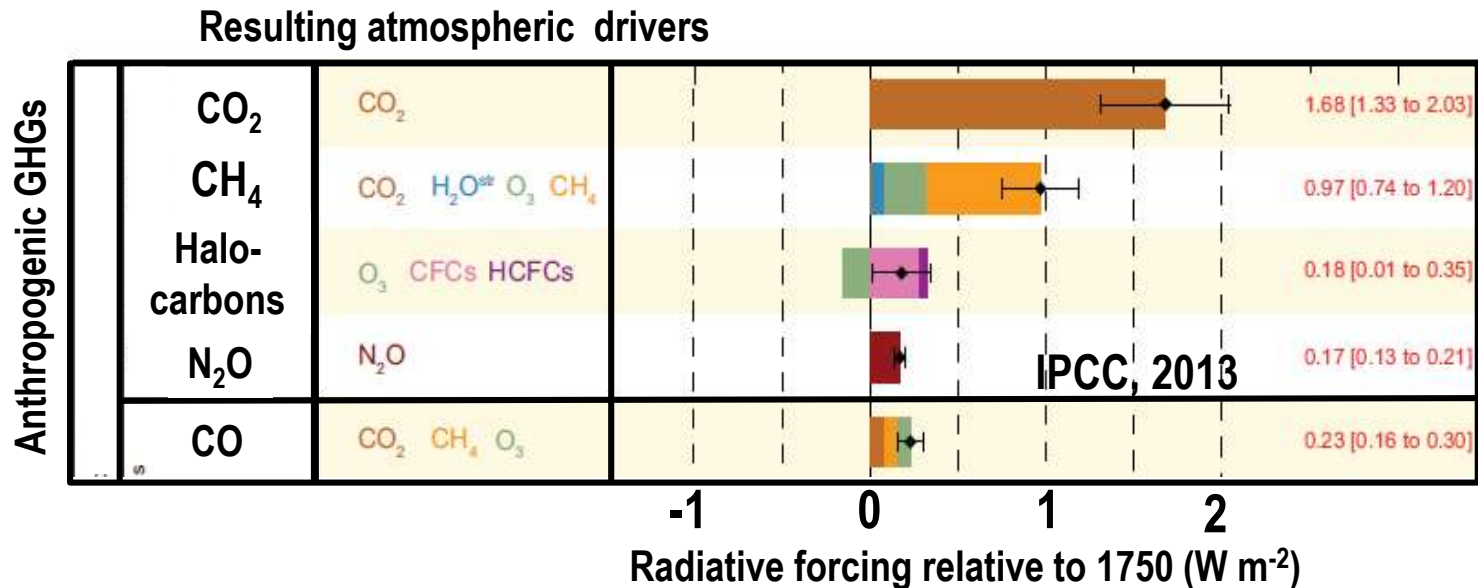 Resulting atmospheric drivers
Anthropogenic GHGs
CO₂ CO₂ 1.68 [1.33 to 2.03]
CH₄ CO₂ H₂Oˢᵗʳ O₃ CH₄ 0.97 [0.74 to 1.20]
Halo-
carbons O₃ CFCs HCFCs 0.18 [0.01 to 0.35]
N₂O N₂O 0.17 [0.13 to 0.21]
IPCC, 2013
CO CO₂ CH₄ O₃ 0.23 [0.16 to 0.30]
s
-1 0 1 2
Radiative forcing relative to 1750 (W m⁻²)